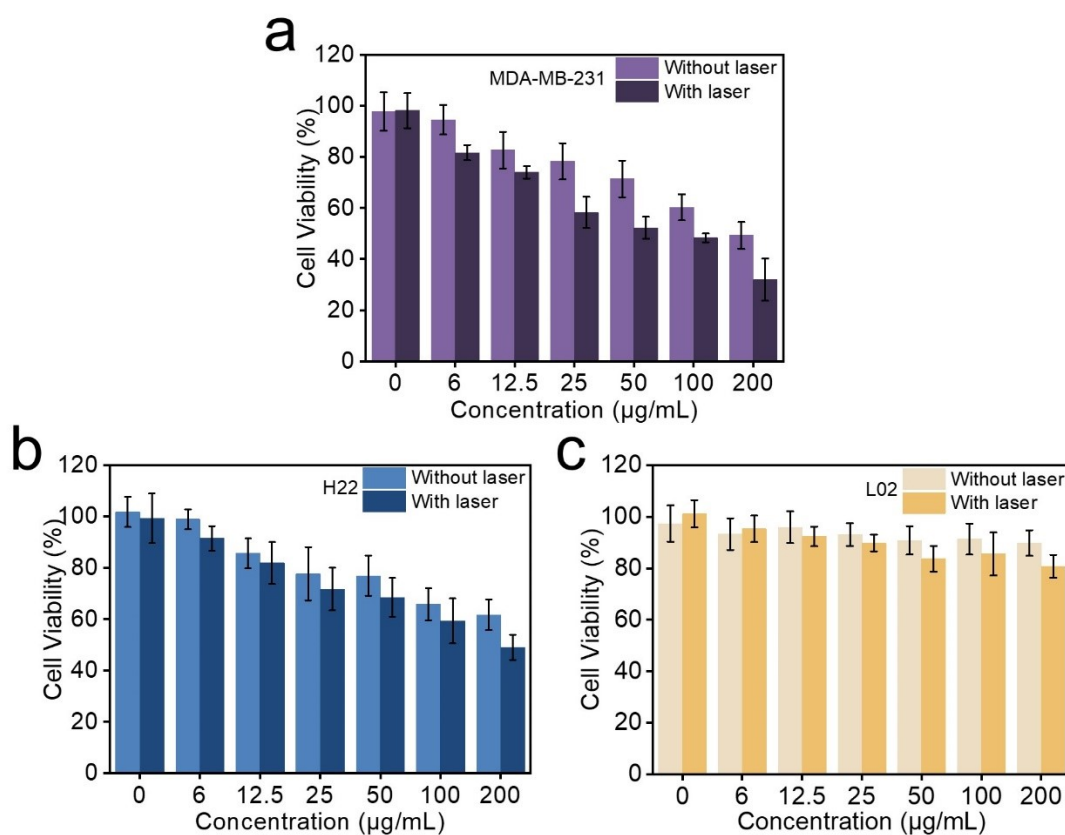 a
MDA-MB-231
Without laser
With laser
Cell Viability (%)
120
100
80
60
40
20
0
0 6 12.5 25 50 100 200
Concentration (µg/mL)
b
H22
Without laser
With laser
Cell Viability (%)
120
100
80
60
40
20
0
0 6 12.5 25 50 100 200
Concentration (µg/mL)
c
L02
Without laser
With laser
Cell Viability (%)
120
100
80
60
40
20
0
0 6 12.5 25 50 100 200
Concentration (µg/mL)